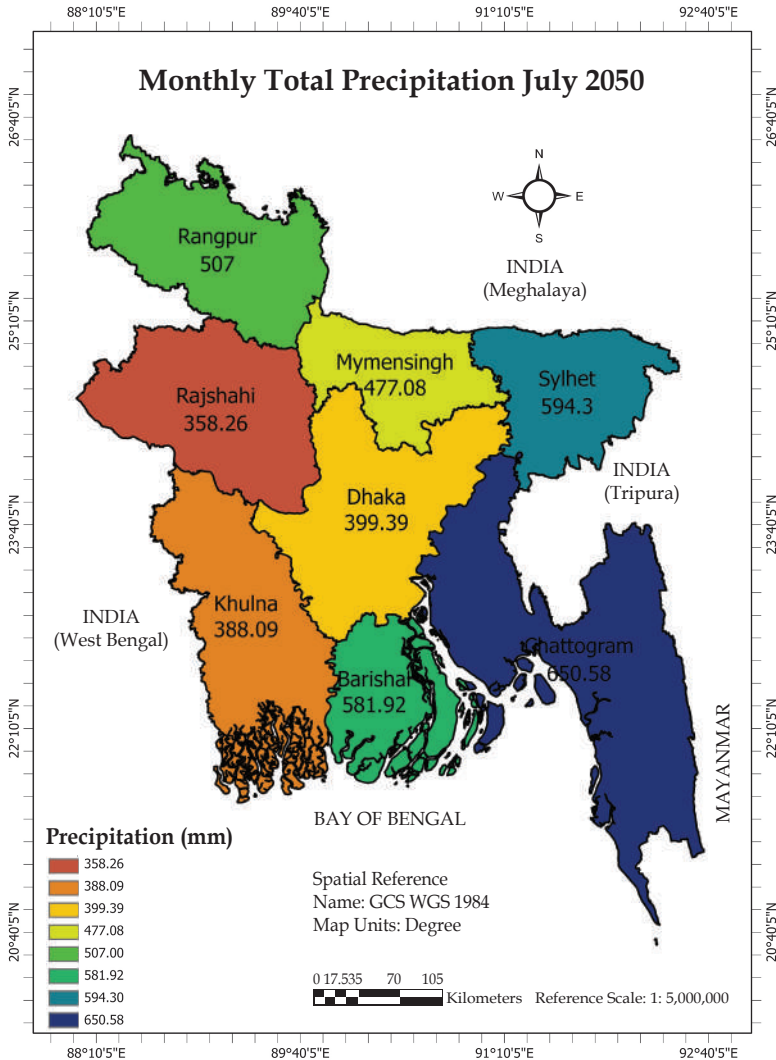 88°10'5"E 89°40'5"E 91°10'5"E 92°40'5"E
Monthly Total Precipitation July 2050
26°40'5"N 26°40'5"N
N
W E
S
Rangpur
507
INDIA
(Meghalaya)
25°10'5"N 25°10'5"N
Mymensingh
477.08
Sylhet
594.3
Rajshahi
358.26
INDIA
(Tripura)
Dhaka
399.39
23°40'5"N 23°40'5"N
Khulna
388.09
INDIA
(West Bengal)
Chattogram
650.58
Barishal
581.92
22°10'5"N 22°10'5"N
MAYANMAR
BAY OF BENGAL
Precipitation (mm)
358.26
388.09
399.39
477.08
507.00
581.92
594.30
650.58
Spatial Reference
Name: GCS WGS 1984
Map Units: Degree
20°40'5"N 20°40'5"N
0 17.535 70 105
Kilometers Reference Scale: 1: 5,000,000
88°10'5"E 89°40'5"E 91°10'5"E 92°40'5"E